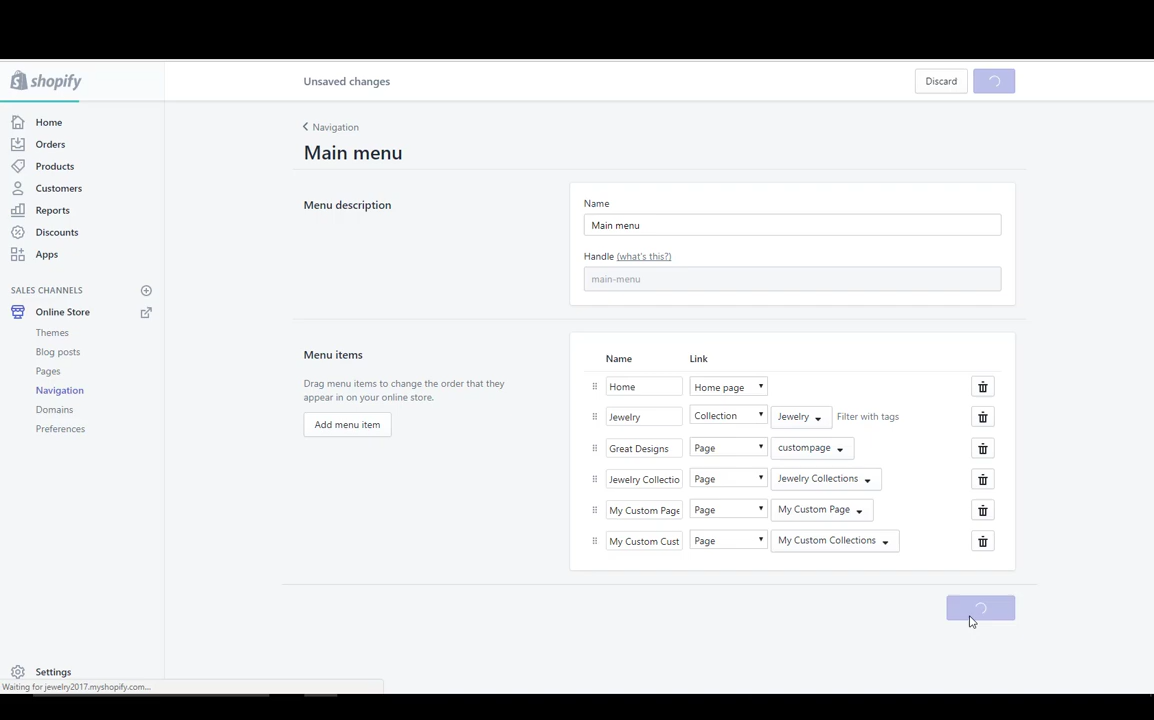 shopify
Unsaved changes
Discard
Home
Orders
Products
Customers
Reports
Discounts
Apps
SALES CHANNELS
Online Store
Themes
Blog posts
Pages
Navigation
Domains
Preferences
Settings
Waiting for jewelry2017.myshopify.com...
Navigation
Main menu
Menu description
Name
Main menu
Handle (what's this?)
main-menu
Menu items
Drag menu items to change the order that they
appear in on your online store.
Add menu item
Name Link
Home Home page
Jewelry Collection Jewelry Filter with tags
Great Designs Page custompage
Jewelry Collectio Page Jewelry Collections
My Custom Page Page My Custom Page
My Custom Cust Page My Custom Collections